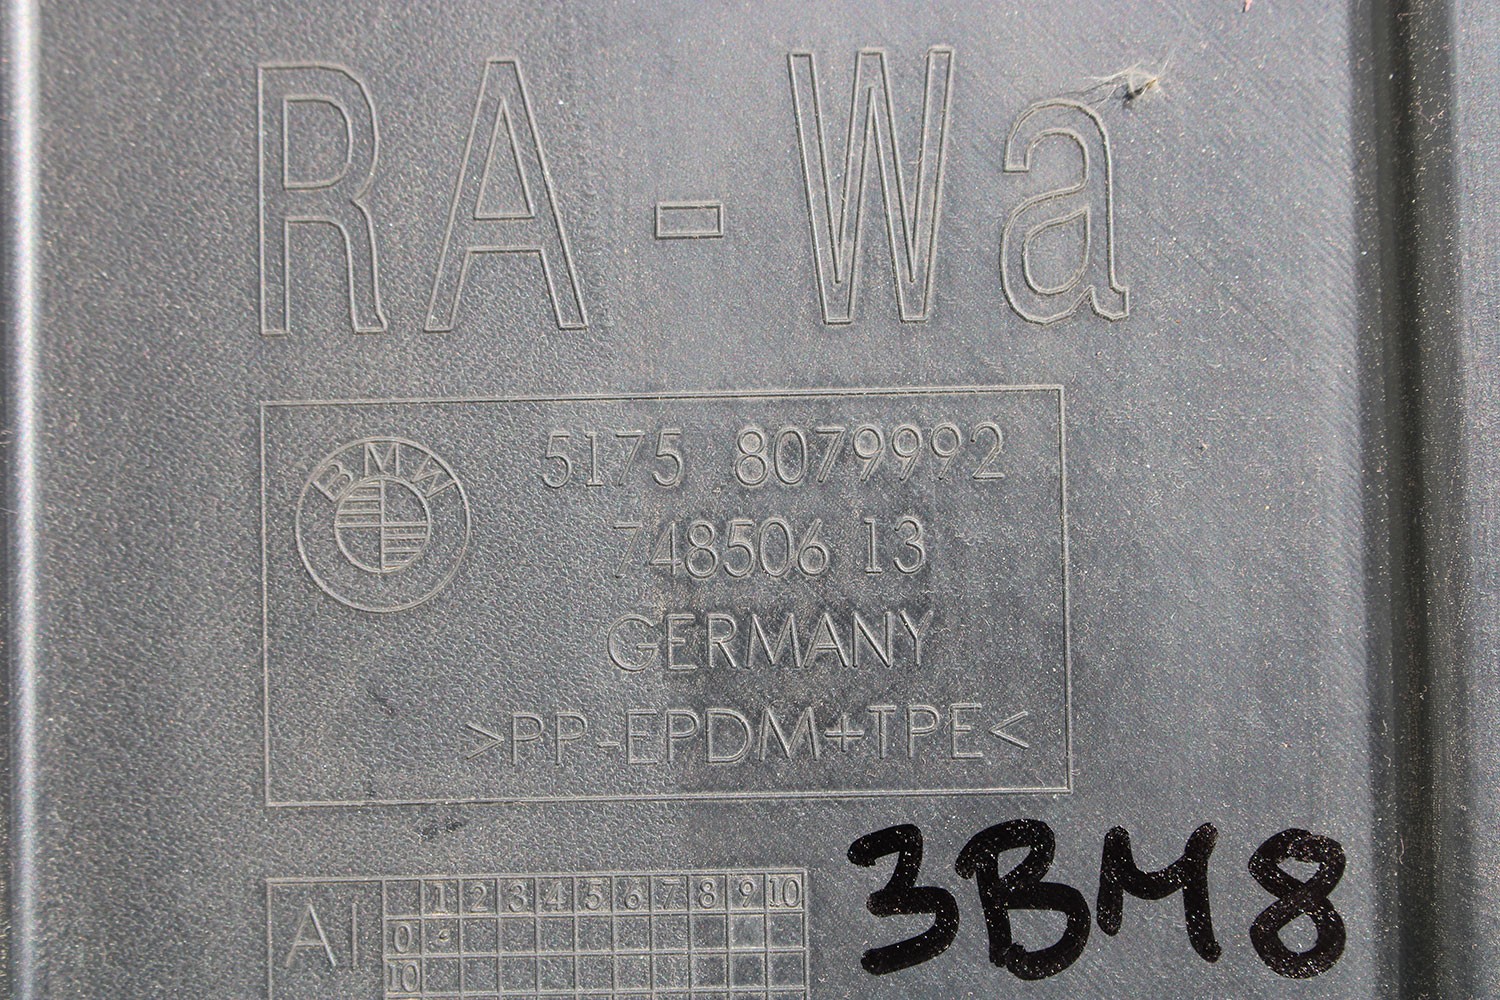 RA-Wa
BMW
5175 8079992
748506 13
GERMANY
>PP-EPDM+TPE<
3BM8
AI
1 2 3 4 5 6 7 8 9 10
0
10